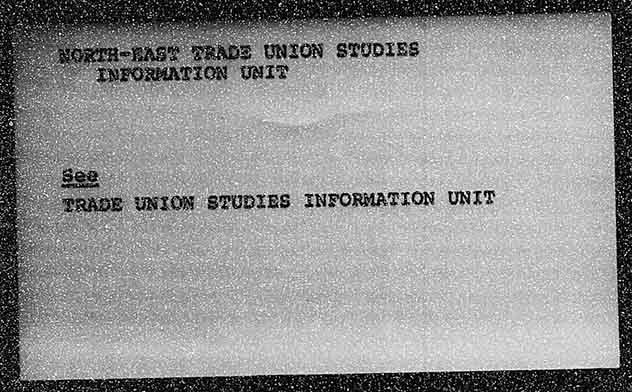 NORTH-EAST TRADE UNION STUDIES
INFORMATION UNIT
See
TRADE UNION STUDIES INFORMATION UNIT